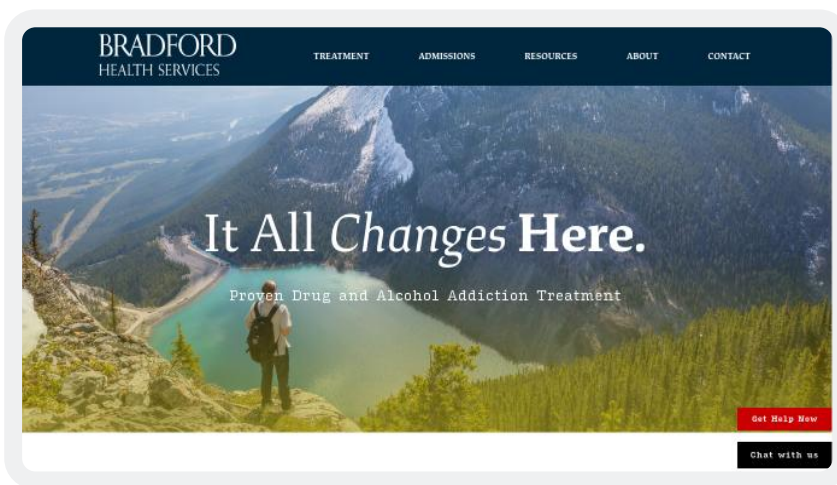 BRADFORD
HEALTH SERVICES
TREATMENT ADMISSIONS RESOURCES ABOUT CONTACT
It All Changes Here.
Proven Drug and Alcohol Addiction Treatment
Get Help Now
Chat with us